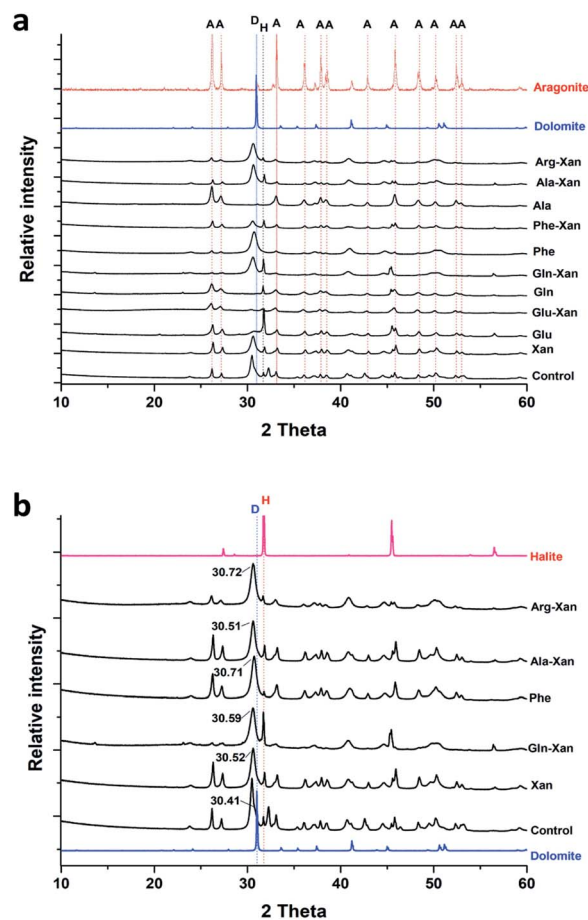 a
A A D H A A A A A A A A A
Aragonite
Dolomite
Arg-Xan
Ala-Xan
Ala
Phe-Xan
Phe
Gln-Xan
Gln
Glu-Xan
Glu
Xan
Control
Relative intensity
10 20 30 40 50 60
2 Theta
b
D H
Halite
30.72
Arg-Xan
30.51
Ala-Xan
30.71
Phe
30.59
Gln-Xan
30.52
Xan
30.41
Control
Dolomite
Relative intensity
10 20 30 40 50 60
2 Theta